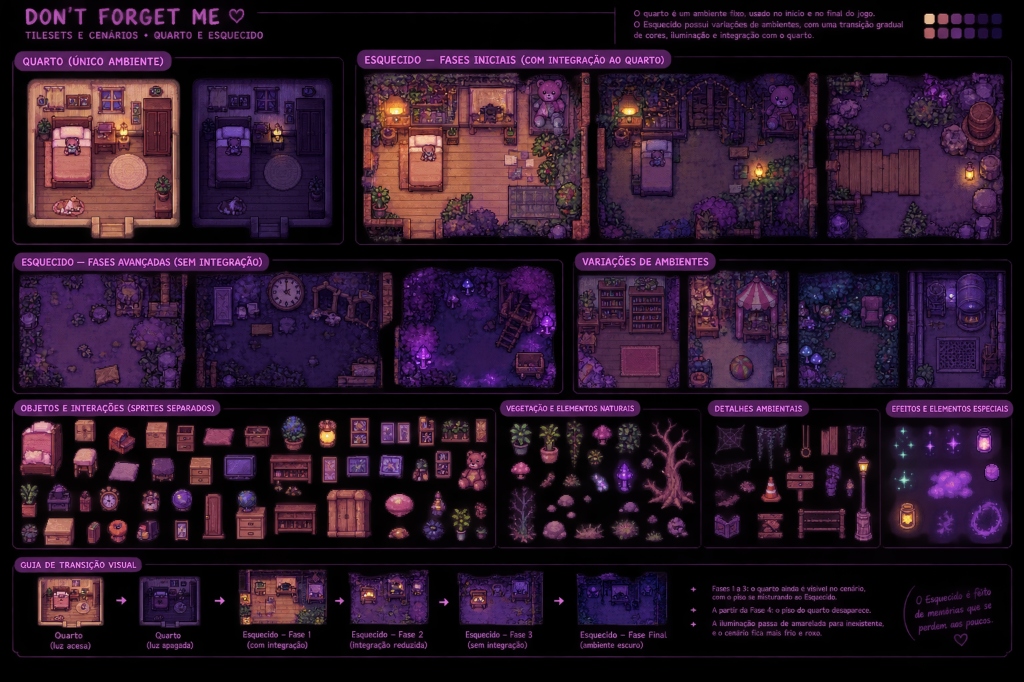 DON'T FORGET ME ♡
TILESETS E CENÁRIOS • QUARTO E ESQUECIDO
O quarto é um ambiente fixo, usado no início e no final do jogo.
O Esquecido possui variações de ambientes, com uma transição gradual
de cores, iluminação e integração com o quarto.
QUARTO (ÚNICO AMBIENTE)
ESQUECIDO — FASES INICIAIS (COM INTEGRAÇÃO AO QUARTO)
ESQUECIDO — FASES AVANÇADAS (SEM INTEGRAÇÃO)
VARIAÇÕES DE AMBIENTES
OBJETOS E INTERAÇÕES (SPRITES SEPARADOS)
VEGETAÇÃO E ELEMENTOS NATURAIS
DETALHES AMBIENTAIS
EFEITOS E ELEMENTOS ESPECIAIS
GUIA DE TRANSIÇÃO VISUAL
Quarto
(luz acesa)
Quarto
(luz apagada)
Esquecido – Fase 1
(com integração)
Esquecido – Fase 2
(integração reduzida)
Esquecido – Fase 3
(sem integração)
Esquecido – Fase Final
(ambiente escuro)
Fases 1 a 3: o quarto ainda é visível no cenário,
com o piso se misturando ao Esquecido.
A partir da Fase 4: o piso do quarto desaparece.
A iluminação passa de amarelada para inexistente,
e o cenário fica mais frio e roxo.
O Esquecido é feito
de memórias que se
perdem aos poucos.